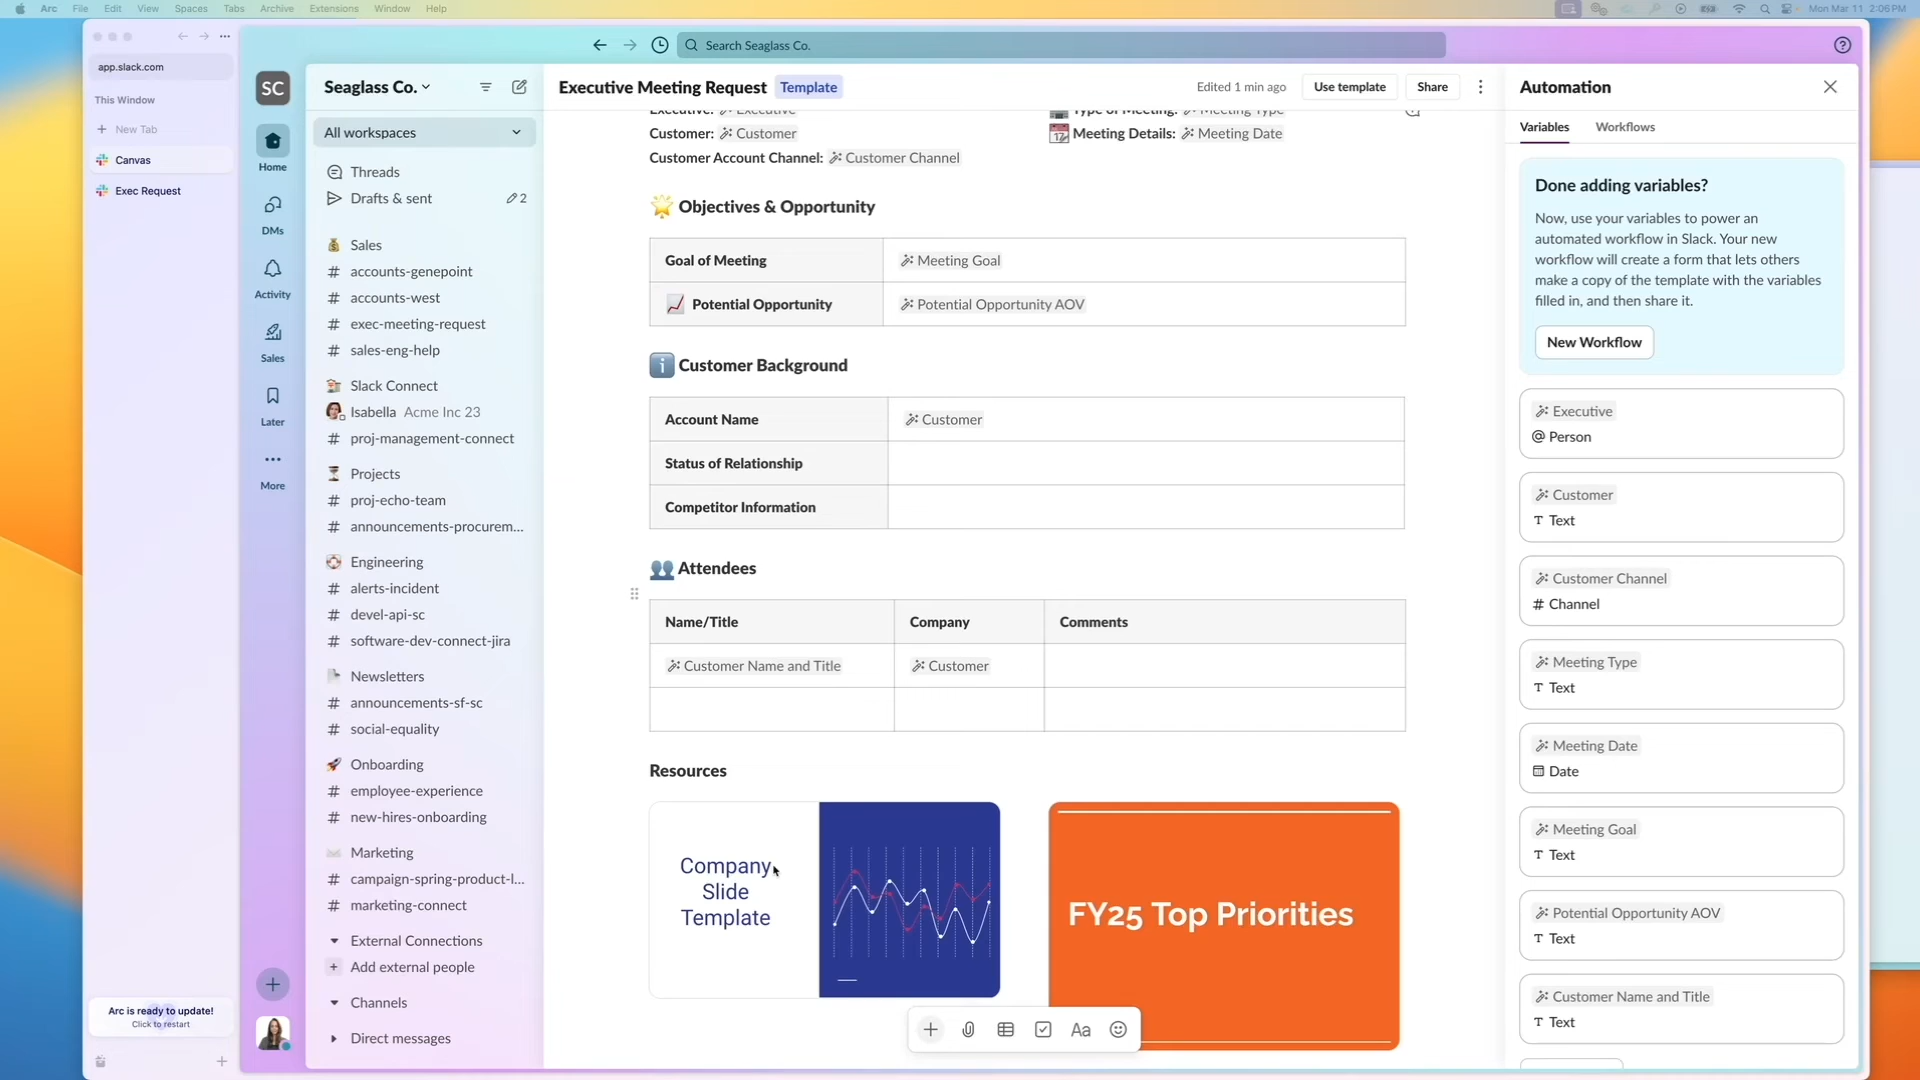 Arc File Edit View Spaces Tabs Archive Extensions Window Help
Mon Mar 11 2:06 PM
app.slack.com
This Window
New Tab
Canvas
Exec Request
Arc is ready to update!
Click to restart
Search Seaglass Co.
SC
Home
DMs
Activity
Sales
Later
More
Seaglass Co.
All workspaces
Threads
Drafts & sent 2
Sales
# accounts-genepoint
# accounts-west
# exec-meeting-request
# sales-eng-help
Slack Connect
Isabella Acme Inc 23
# proj-management-connect
Projects
# proj-echo-team
# announcements-procurem...
Engineering
# alerts-incident
# devel-api-sc
# software-dev-connect-jira
Newsletters
# announcements-sf-sc
# social-equality
Onboarding
# employee-experience
# new-hires-onboarding
Marketing
# campaign-spring-product-l...
# marketing-connect
External Connections
+ Add external people
Channels
Direct messages
Executive Meeting Request Template
Edited 1 min ago Use template Share
Executive: Executive
Type of Meeting: Meeting Type
Customer: Customer
Meeting Details: Meeting Date
Customer Account Channel: Customer Channel
Objectives & Opportunity
Goal of Meeting Meeting Goal
Potential Opportunity Potential Opportunity AOV
Customer Background
Account Name Customer
Status of Relationship
Competitor Information
Attendees
Name/Title Company Comments
Customer Name and Title Customer
Resources
Company
Slide
Template
FY25 Top Priorities
Aa
Automation
Variables Workflows
Done adding variables?
Now, use your variables to power an
automated workflow in Slack. Your new
workflow will create a form that lets others
make a copy of the template with the variables
filled in, and then share it.
New Workflow
Executive
@ Person
Customer
T Text
Customer Channel
# Channel
Meeting Type
T Text
Meeting Date
Date
Meeting Goal
T Text
Potential Opportunity AOV
T Text
Customer Name and Title
T Text